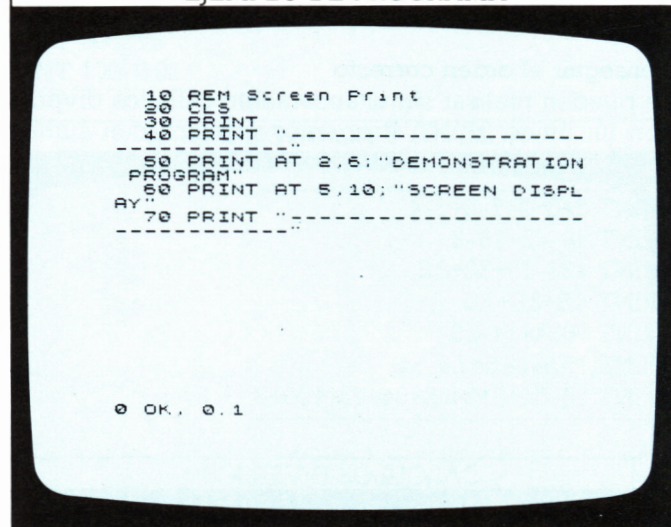 10 REM Screen Print
20 CLS
30 PRINT
40 PRINT "--------------------
------------"
50 PRINT AT 2,6;"DEMONSTRATION
PROGRAM"
60 PRINT AT 5,10;"SCREEN DISPL
AY"
70 PRINT "--------------------
------------"
0 OK, 0.1